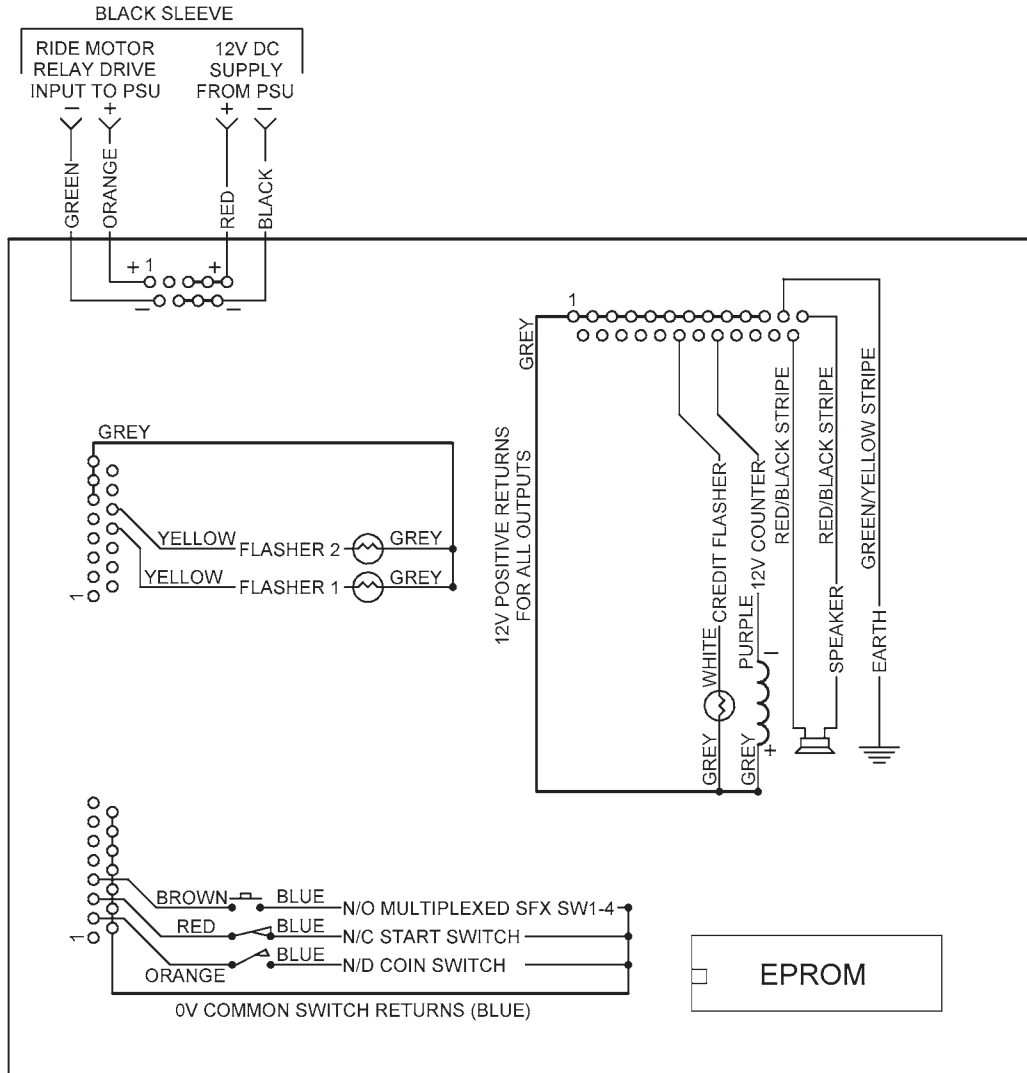 BLACK SLEEVE
RIDE MOTOR
RELAY DRIVE
INPUT TO PSU
12V DC
SUPPLY
FROM PSU
− +
+ −
GREEN
ORANGE
RED
BLACK
+ 1 +
− −
1
GREY
12V POSITIVE RETURNS
FOR ALL OUTPUTS
WHITE CREDIT FLASHER
PURPLE 12V COUNTER
RED/BLACK STRIPE
RED/BLACK STRIPE
GREEN/YELLOW STRIPE
SPEAKER
EARTH
−
+
GREY
GREY
GREY
YELLOW FLASHER 2 GREY
YELLOW FLASHER 1 GREY
1
BROWN BLUE N/O MULTIPLEXED SFX SW1-4
RED BLUE N/C START SWITCH
ORANGE BLUE N/D COIN SWITCH
1
0V COMMON SWITCH RETURNS (BLUE)
EPROM